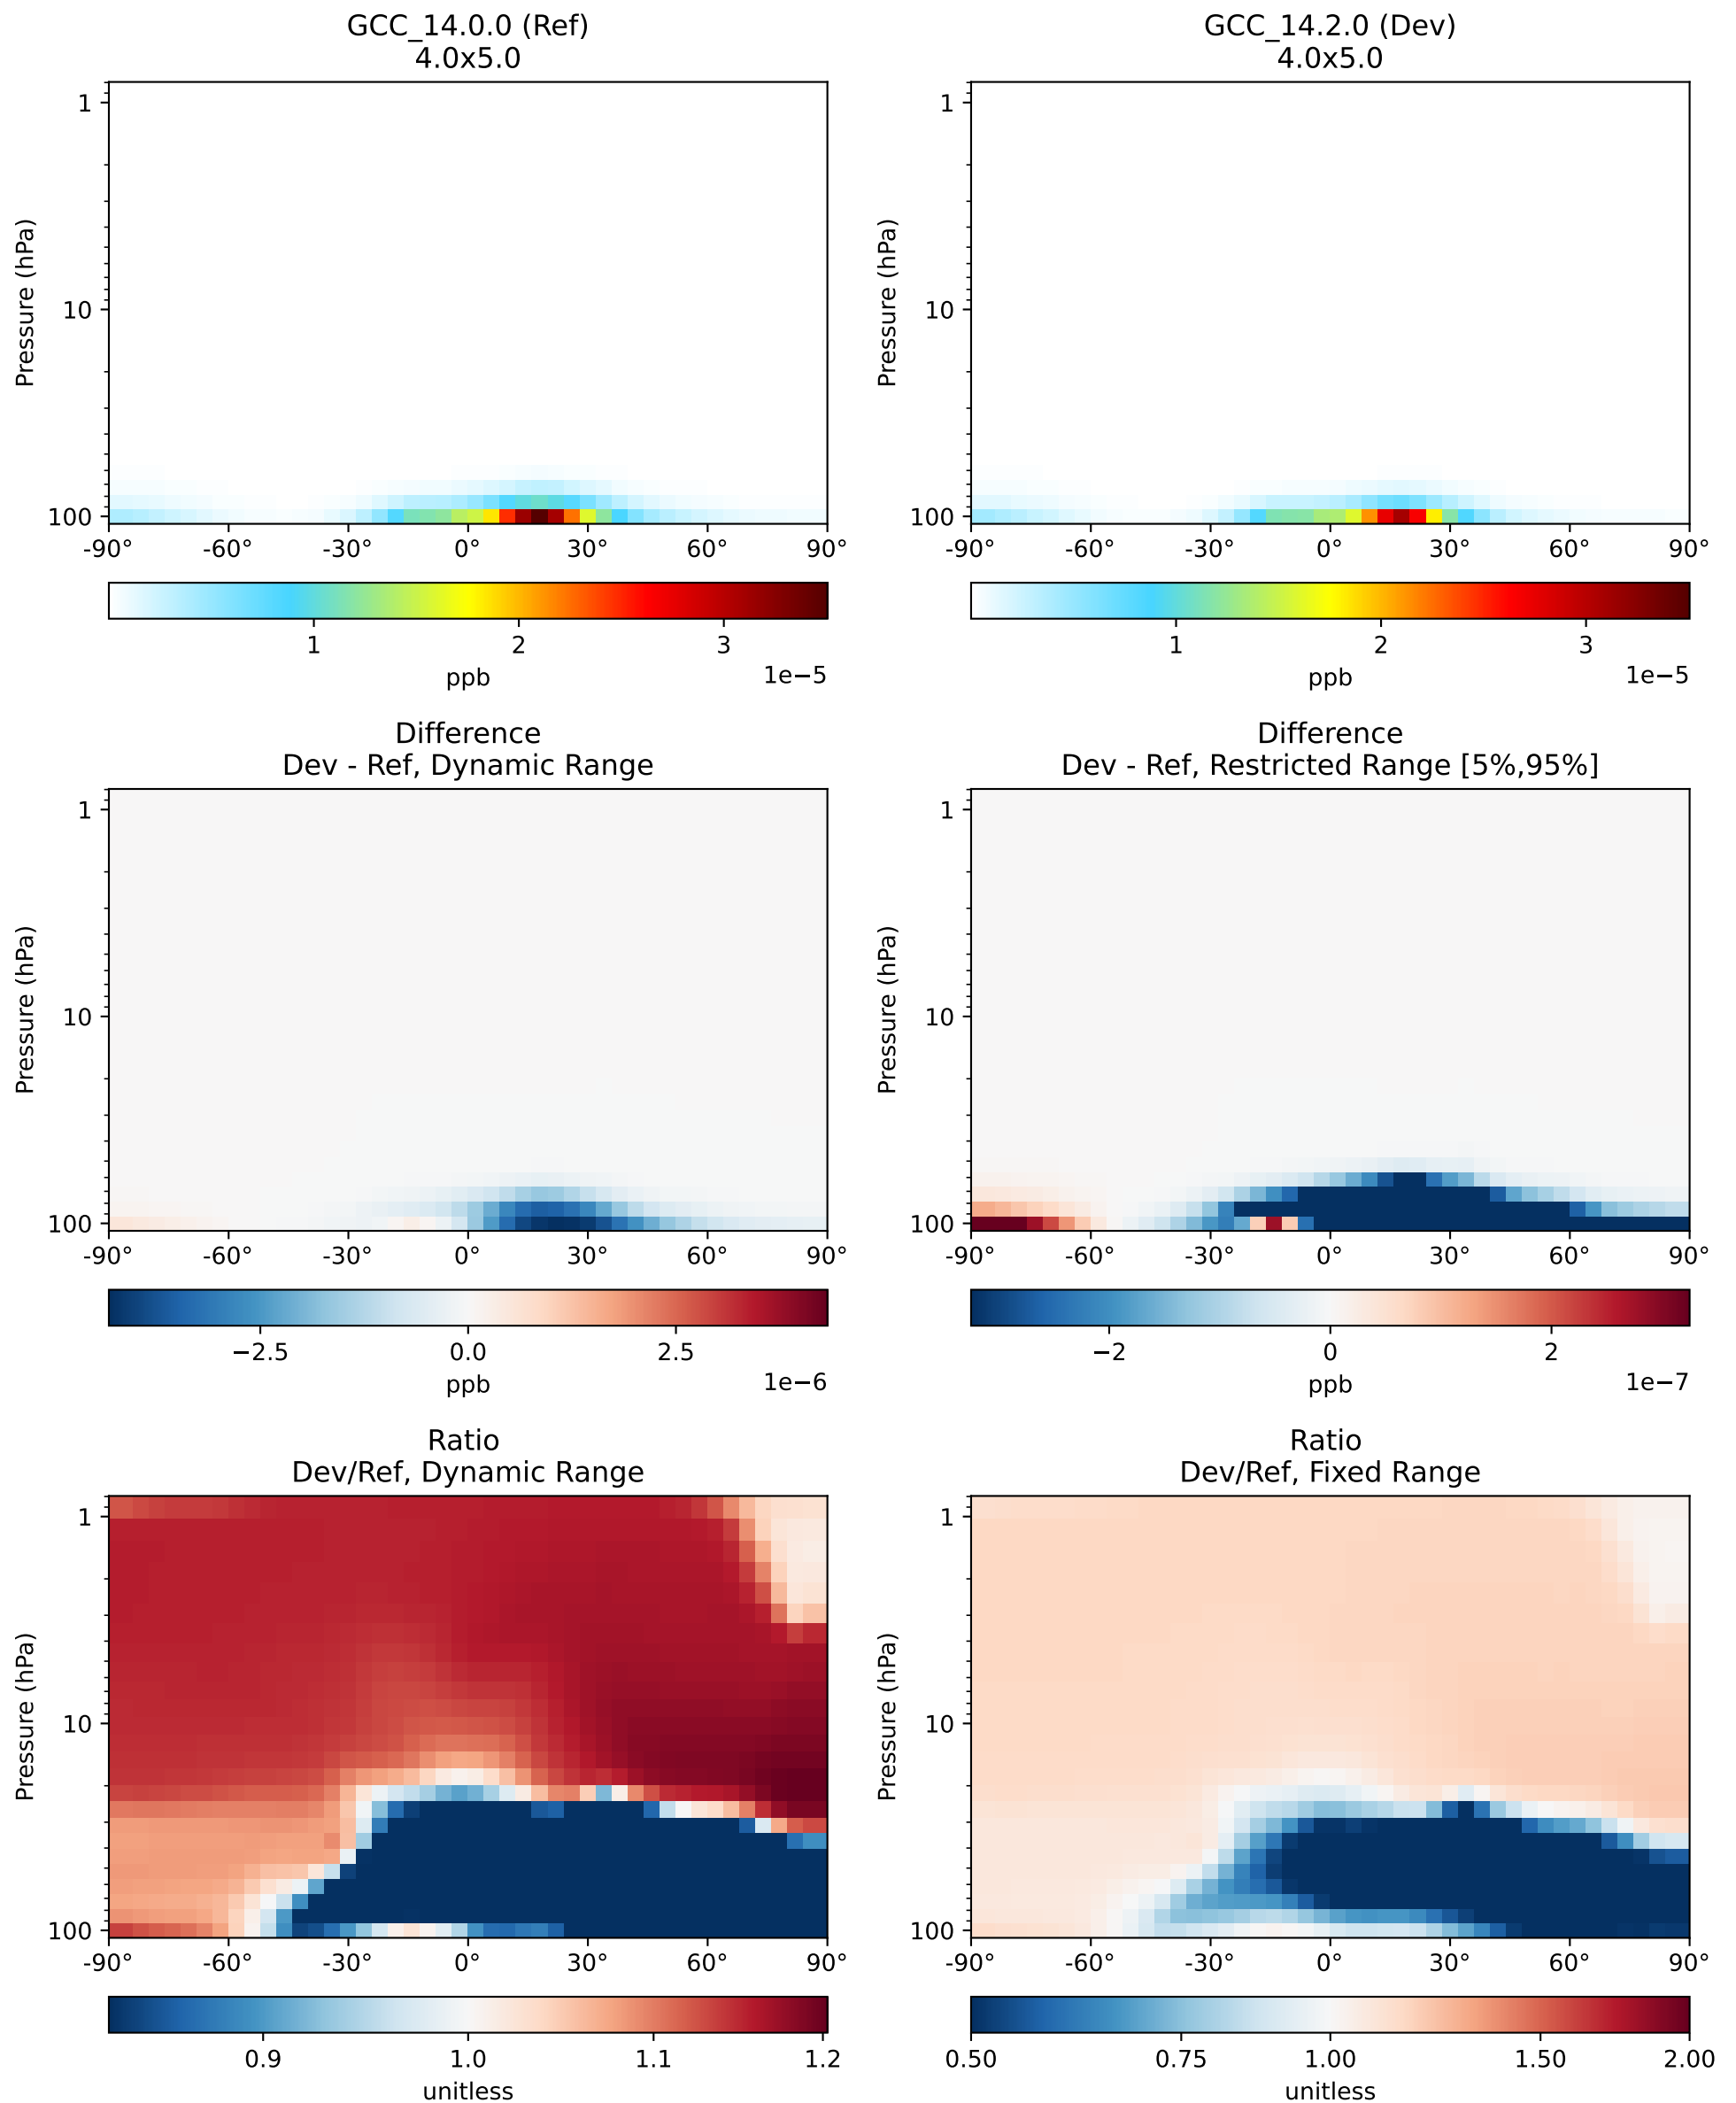 GCC_14.0.0 (Ref)
4.0x5.0
1
10
100
Pressure (hPa)
-90° -60° -30° 0° 30° 60° 90°
1 2 3
ppb
1e−5
GCC_14.2.0 (Dev)
4.0x5.0
1
10
100
Pressure (hPa)
-90° -60° -30° 0° 30° 60° 90°
1 2 3
ppb
1e−5
Difference
Dev - Ref, Dynamic Range
1
10
100
Pressure (hPa)
-90° -60° -30° 0° 30° 60° 90°
−2.5 0.0 2.5
ppb
1e−6
Difference
Dev - Ref, Restricted Range [5%,95%]
1
10
100
Pressure (hPa)
-90° -60° -30° 0° 30° 60° 90°
−2 0 2
ppb
1e−7
Ratio
Dev/Ref, Dynamic Range
1
10
100
Pressure (hPa)
-90° -60° -30° 0° 30° 60° 90°
0.9 1.0 1.1 1.2
unitless
Ratio
Dev/Ref, Fixed Range
1
10
100
Pressure (hPa)
-90° -60° -30° 0° 30° 60° 90°
0.50 0.75 1.00 1.50 2.00
unitless